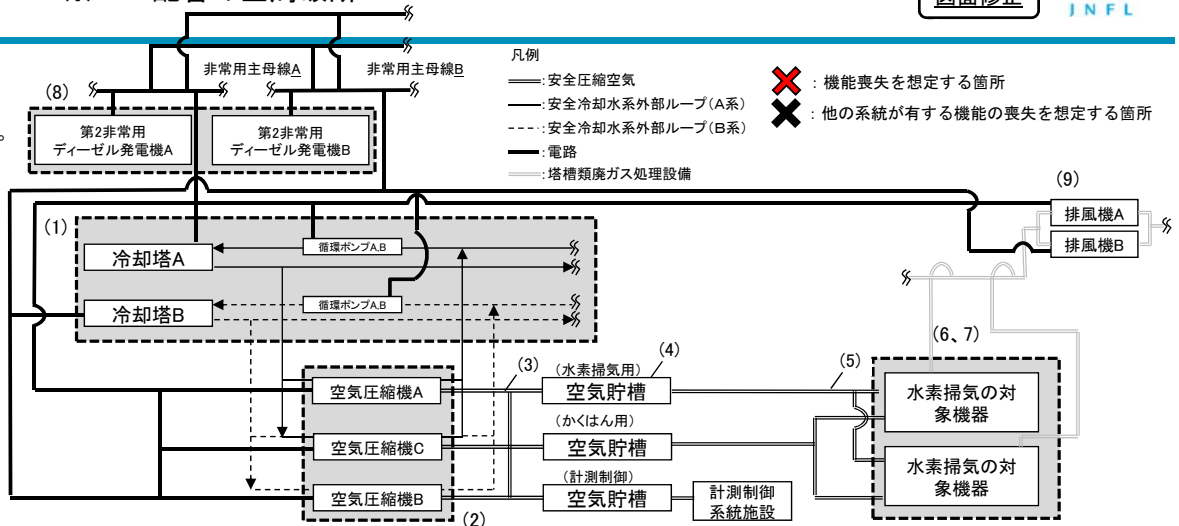 J N F L
非常用主母線A
非常用主母線B
凡例
:安全圧縮空気
:安全冷却水系外部ループ(A系)
:安全冷却水系外部ループ(B系)
:電路
:塔槽類廃ガス処理設備
:機能喪失を想定する箇所
:他の系統が有する機能の喪失を想定する箇所
(8)
。
第2非常用
ディーゼル発電機A
第2非常用
ディーゼル発電機B
(9)
排風機A
排風機B
(1)
冷却塔A
循環ポンプA,B
冷却塔B
循環ポンプA,B
(6、7)
(3)
(水素掃気用)
(4)
(5)
空気圧縮機A
空気貯槽
水素掃気の対
象機器
(かくはん用)
空気圧縮機C
空気貯槽
水素掃気の対
象機器
(計測制御)
空気圧縮機B
空気貯槽
計測制御
系統施設
(2)